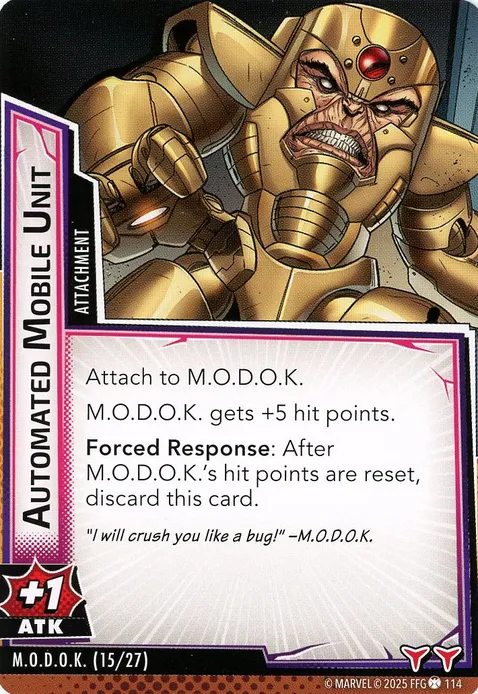 AUTOMATED MOBILE UNIT
ATTACHMENT
Attach to M.O.D.O.K.
M.O.D.O.K. gets +5 hit points.
Forced Response: After
M.O.D.O.K.'s hit points are reset,
discard this card.
"I will crush you like a bug!" –M.O.D.O.K.
+1
ATK
M.O.D.O.K. (15/27)
© MARVEL © 2025 FFG 114